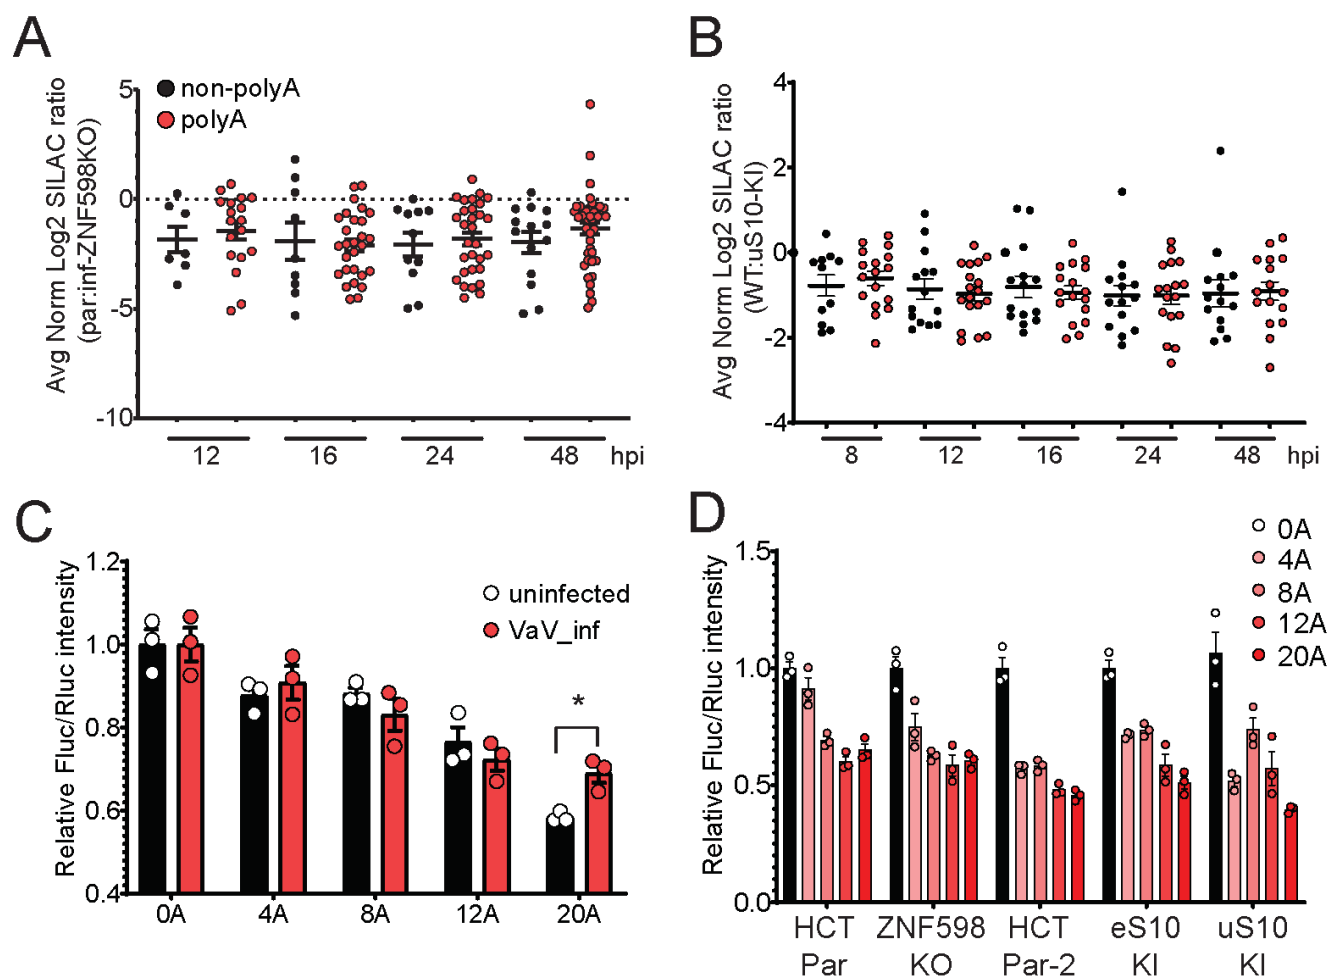 A
Avg Norm Log2 SILAC ratio
(par:inf-ZNF598KO)
non-polyA
polyA
5
0
-5
-10
12 16 24 48 hpi
B
Avg Norm Log2 SILAC ratio
(WT:uS10-KI)
4
2
0
-2
-4
8 12 16 24 48 hpi
C
Relative Fluc/Rluc intensity
1.2
1.0
0.8
0.6
0.4
uninfected
VaV_inf
*
0A 4A 8A 12A 20A
D
Relative Fluc/Rluc intensity
1.5
1.0
0.5
0.0
0A
4A
8A
12A
20A
HCT ZNF598 HCT eS10 uS10
Par KO Par-2 KI KI